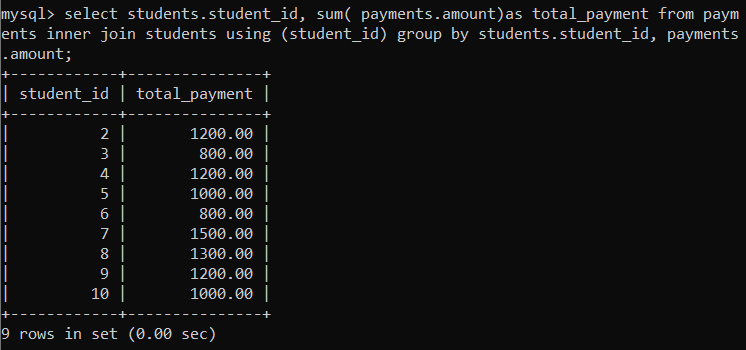 mysql> select students.student_id, sum( payments.amount)as total_payment from paym
ents inner join students using (student_id) group by students.student_id, payments
.amount;
+------------+---------------+
| student_id | total_payment |
+------------+---------------+
|          2 |       1200.00 |
|          3 |        800.00 |
|          4 |       1200.00 |
|          5 |       1000.00 |
|          6 |        800.00 |
|          7 |       1500.00 |
|          8 |       1300.00 |
|          9 |       1200.00 |
|         10 |       1000.00 |
+------------+---------------+
9 rows in set (0.00 sec)